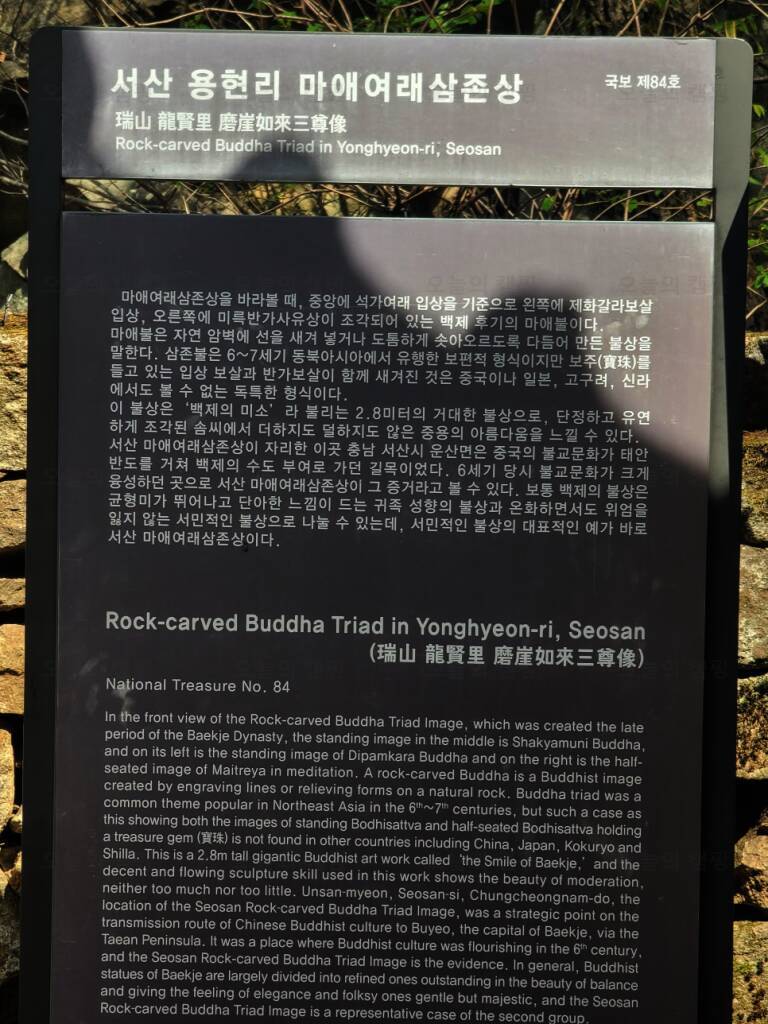 서산 용현리 마애여래삼존상
국보 제84호
瑞山 龍賢里 磨崖如來三尊像
Rock-carved Buddha Triad in Yonghyeon-ri, Seosan
마애여래삼존상을 바라볼 때, 중앙에 석가여래 입상을 기준으로 왼쪽에 제화갈라보살
입상, 오른쪽에 미륵반가사유상이 조각되어 있는 백제 후기의 마애불이다.
마애불은 자연 암벽에 선을 새겨 넣거나 도톰하게 솟아오르도록 다듬어 만든 불상을
말한다. 삼존불은 6~7세기 동북아시아에서 유행한 보편적 형식이지만 보주(寶珠)를
들고 있는 입상 보살과 반가보살이 함께 새겨진 것은 중국이나 일본, 고구려, 신라
에서도 볼 수 없는 독특한 형식이다.
이 불상은 ‘백제의 미소’라 불리는 2.8미터의 거대한 불상으로, 단정하고 유연
하게 조각된 솜씨에서 더하지도 덜하지도 않은 중용의 아름다움을 느낄 수 있다.
서산 마애여래삼존상이 자리한 이곳 충남 서산시 운산면은 중국의 불교문화가 태안
반도를 거쳐 백제의 수도 부여로 가던 길목이었다. 6세기 당시 불교문화가 크게
융성하던 곳으로 서산 마애여래삼존상이 그 증거라고 볼 수 있다. 보통 백제의 불상은
균형미가 뛰어나고 단아한 느낌이 드는 귀족 성향의 불상과 온화하면서도 위엄을
잃지 않는 서민적인 불상으로 나눌 수 있는데, 서민적인 불상의 대표적인 예가 바로
서산 마애여래삼존상이다.
Rock-carved Buddha Triad in Yonghyeon-ri, Seosan
(瑞山 龍賢里 磨崖如來三尊像)
National Treasure No. 84
In the front view of the Rock-carved Buddha Triad Image, which was created the late
period of the Baekje Dynasty, the standing image in the middle is Shakyamuni Buddha,
and on its left is the standing image of Dipamkara Buddha and on the right is the half-
seated image of Maitreya in meditation. A rock-carved Buddha is a Buddhist image
created by engraving lines or relieving forms on a natural rock. Buddha triad was a
common theme popular in Northeast Asia in the 6th~7th centuries, but such a case as
this showing both the images of standing Bodhisattva and half-seated Bodhisattva holding
a treasure gem (寶珠) is not found in other countries including China, Japan, Kokuryo and
Shilla. This is a 2.8m tall gigantic Buddhist art work called ‘the Smile of Baekje,’ and the
decent and flowing sculpture skill used in this work shows the beauty of moderation,
neither too much nor too little. Unsan-myeon, Seosan-si, Chungcheongnam-do, the
location of the Seosan Rock-carved Buddha Triad Image, was a strategic point on the
transmission route of Chinese Buddhist culture to Buyeo, the capital of Baekje, via the
Taean Peninsula. It was a place where Buddhist culture was flourishing in the 6th century,
and the Seosan Rock-carved Buddha Triad Image is the evidence. In general, Buddhist
statues of Baekje are largely divided into refined ones outstanding in the beauty of balance
and giving the feeling of elegance and folksy ones gentle but majestic, and the Seosan
Rock-carved Buddha Triad Image is a representative case of the second group.